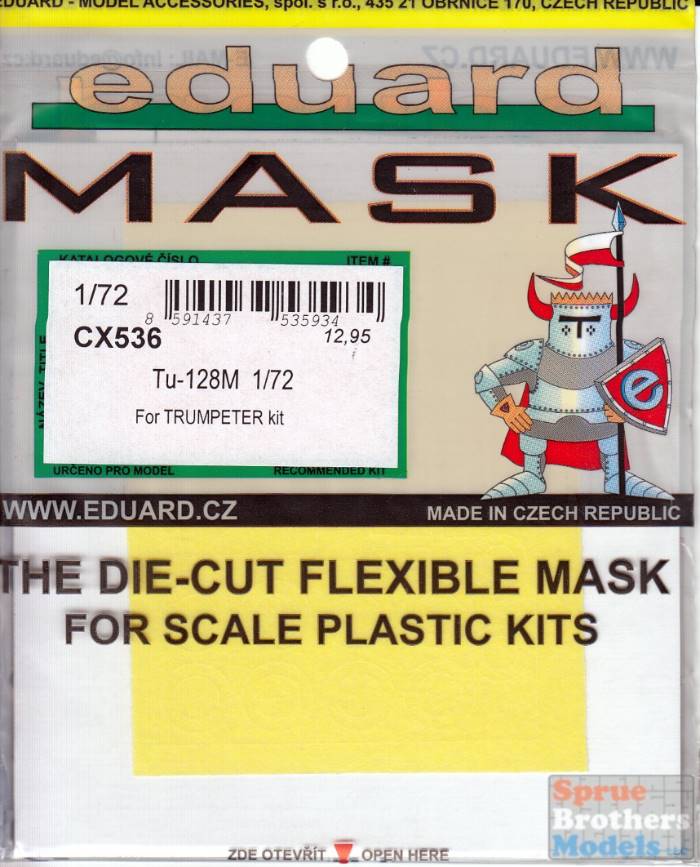 EDUARD - MODEL ACCESSORIES, spol. s r.o., 435 21 OBRNICE 170, CZECH REPUBLIC
eduard
MASK
KATALOGOVÉ ČÍSLO ITEM #
1/72
8 591437 535934
CX536 12,95
NÁZEV TITLE
Tu-128M 1/72
For TRUMPETER kit
URČENO PRO MODEL RECOMMENDED KIT
e
WWW.EDUARD.CZ MADE IN CZECH REPUBLIC
THE DIE-CUT FLEXIBLE MASK
FOR SCALE PLASTIC KITS
ZDE OTEVŘÍT OPEN HERE
Sprue
Brothers
Models